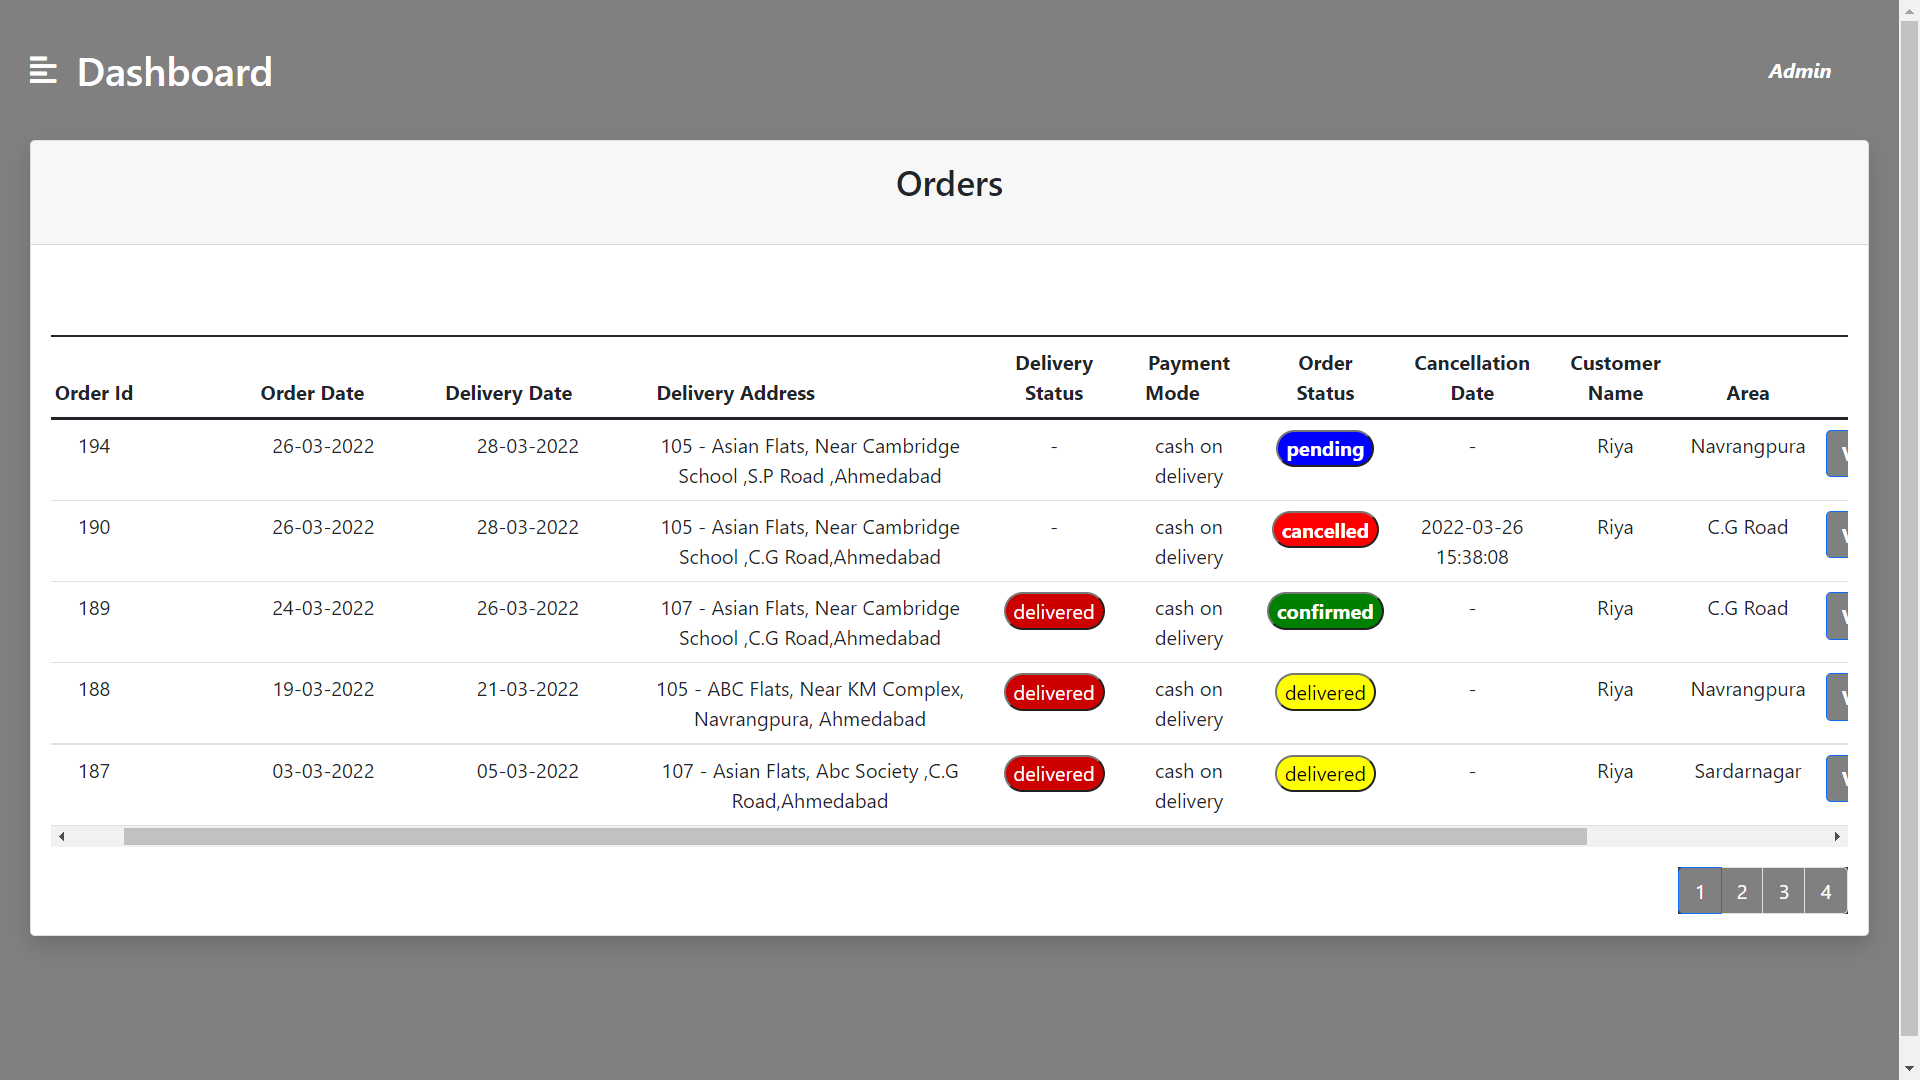 Dashboard
Admin
Orders
Order Id Order Date Delivery Date Delivery Address Delivery Status Payment Mode Order Status Cancellation Date Customer Name Area
194 26-03-2022 28-03-2022 105 - Asian Flats, Near Cambridge School ,S.P Road ,Ahmedabad - cash on delivery pending - Riya Navrangpura
190 26-03-2022 28-03-2022 105 - Asian Flats, Near Cambridge School ,C.G Road,Ahmedabad - cash on delivery cancelled 2022-03-26 15:38:08 Riya C.G Road
189 24-03-2022 26-03-2022 107 - Asian Flats, Near Cambridge School ,C.G Road,Ahmedabad delivered cash on delivery confirmed - Riya C.G Road
188 19-03-2022 21-03-2022 105 - ABC Flats, Near KM Complex, Navrangpura, Ahmedabad delivered cash on delivery delivered - Riya Navrangpura
187 03-03-2022 05-03-2022 107 - Asian Flats, Abc Society ,C.G Road,Ahmedabad delivered cash on delivery delivered - Riya Sardarnagar
1 2 3 4